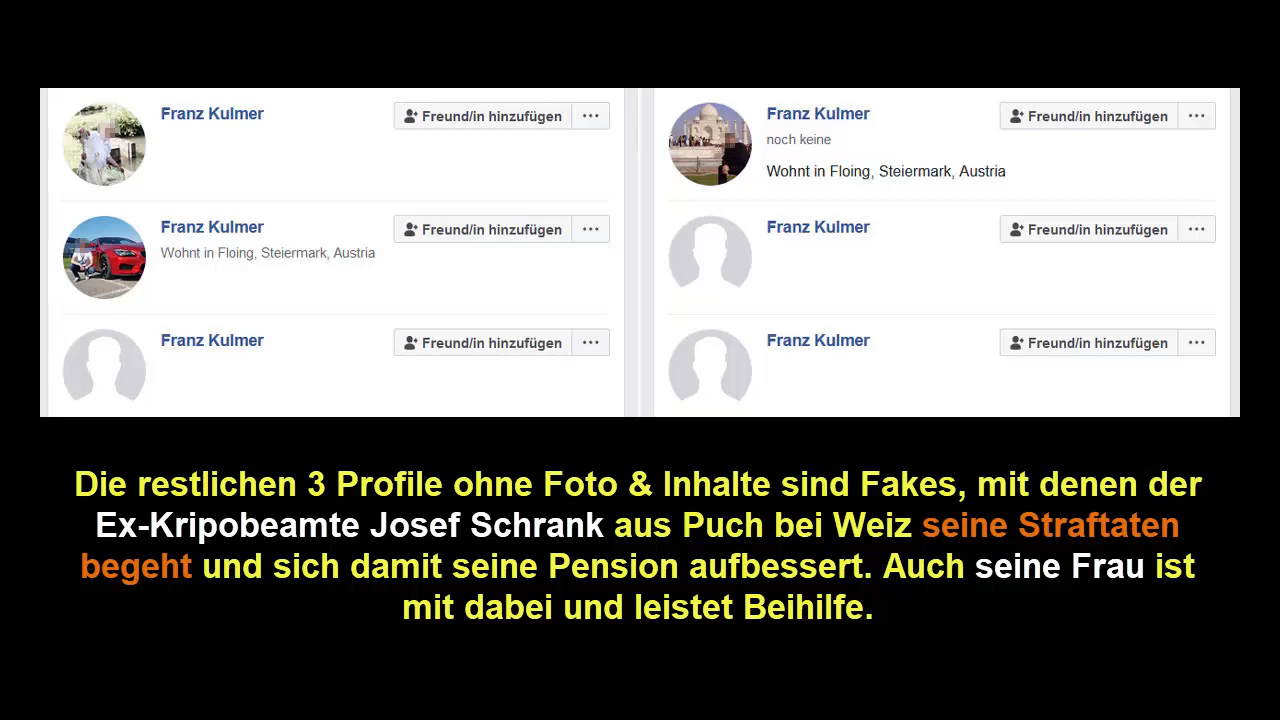 Franz Kulmer
Freund/in hinzufügen ···
Franz Kulmer
Freund/in hinzufügen ···
Wohnt in Floing, Steiermark, Austria
Franz Kulmer
Freund/in hinzufügen ···
Franz Kulmer
Freund/in hinzufügen ···
noch keine
Wohnt in Floing, Steiermark, Austria
Franz Kulmer
Freund/in hinzufügen ···
Franz Kulmer
Freund/in hinzufügen ···
Die restlichen 3 Profile ohne Foto & Inhalte sind Fakes, mit denen der
Ex-Kripobeamte Josef Schrank aus Puch bei Weiz seine Straftaten
begeht und sich damit seine Pension aufbessert. Auch seine Frau ist
mit dabei und leistet Beihilfe.